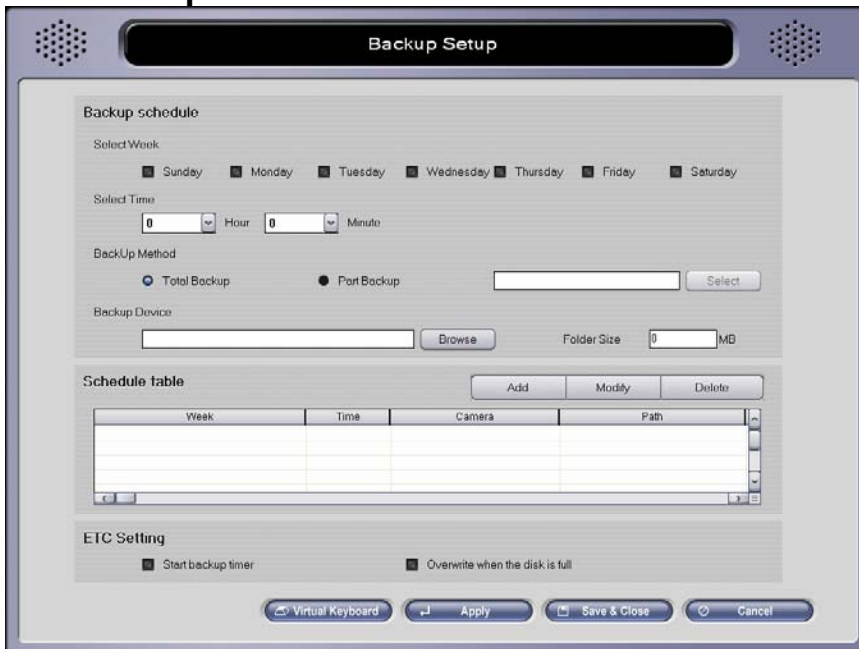 Backup Setup
Backup schedule
Select Week
Sunday Monday Tuesday Wednesday Thursday Friday Saturday
Select Time
0 Hour 0 Minute
BackUp Method
Total Backup Part Backup Select
Backup Device
Browse Folder Size 0 MB
Schedule table Add Modify Delete
Week Time Camera Path
ETC Setting
Start backup timer Overwrite when the disk is full
Virtual Keyboard Apply Save & Close Cancel